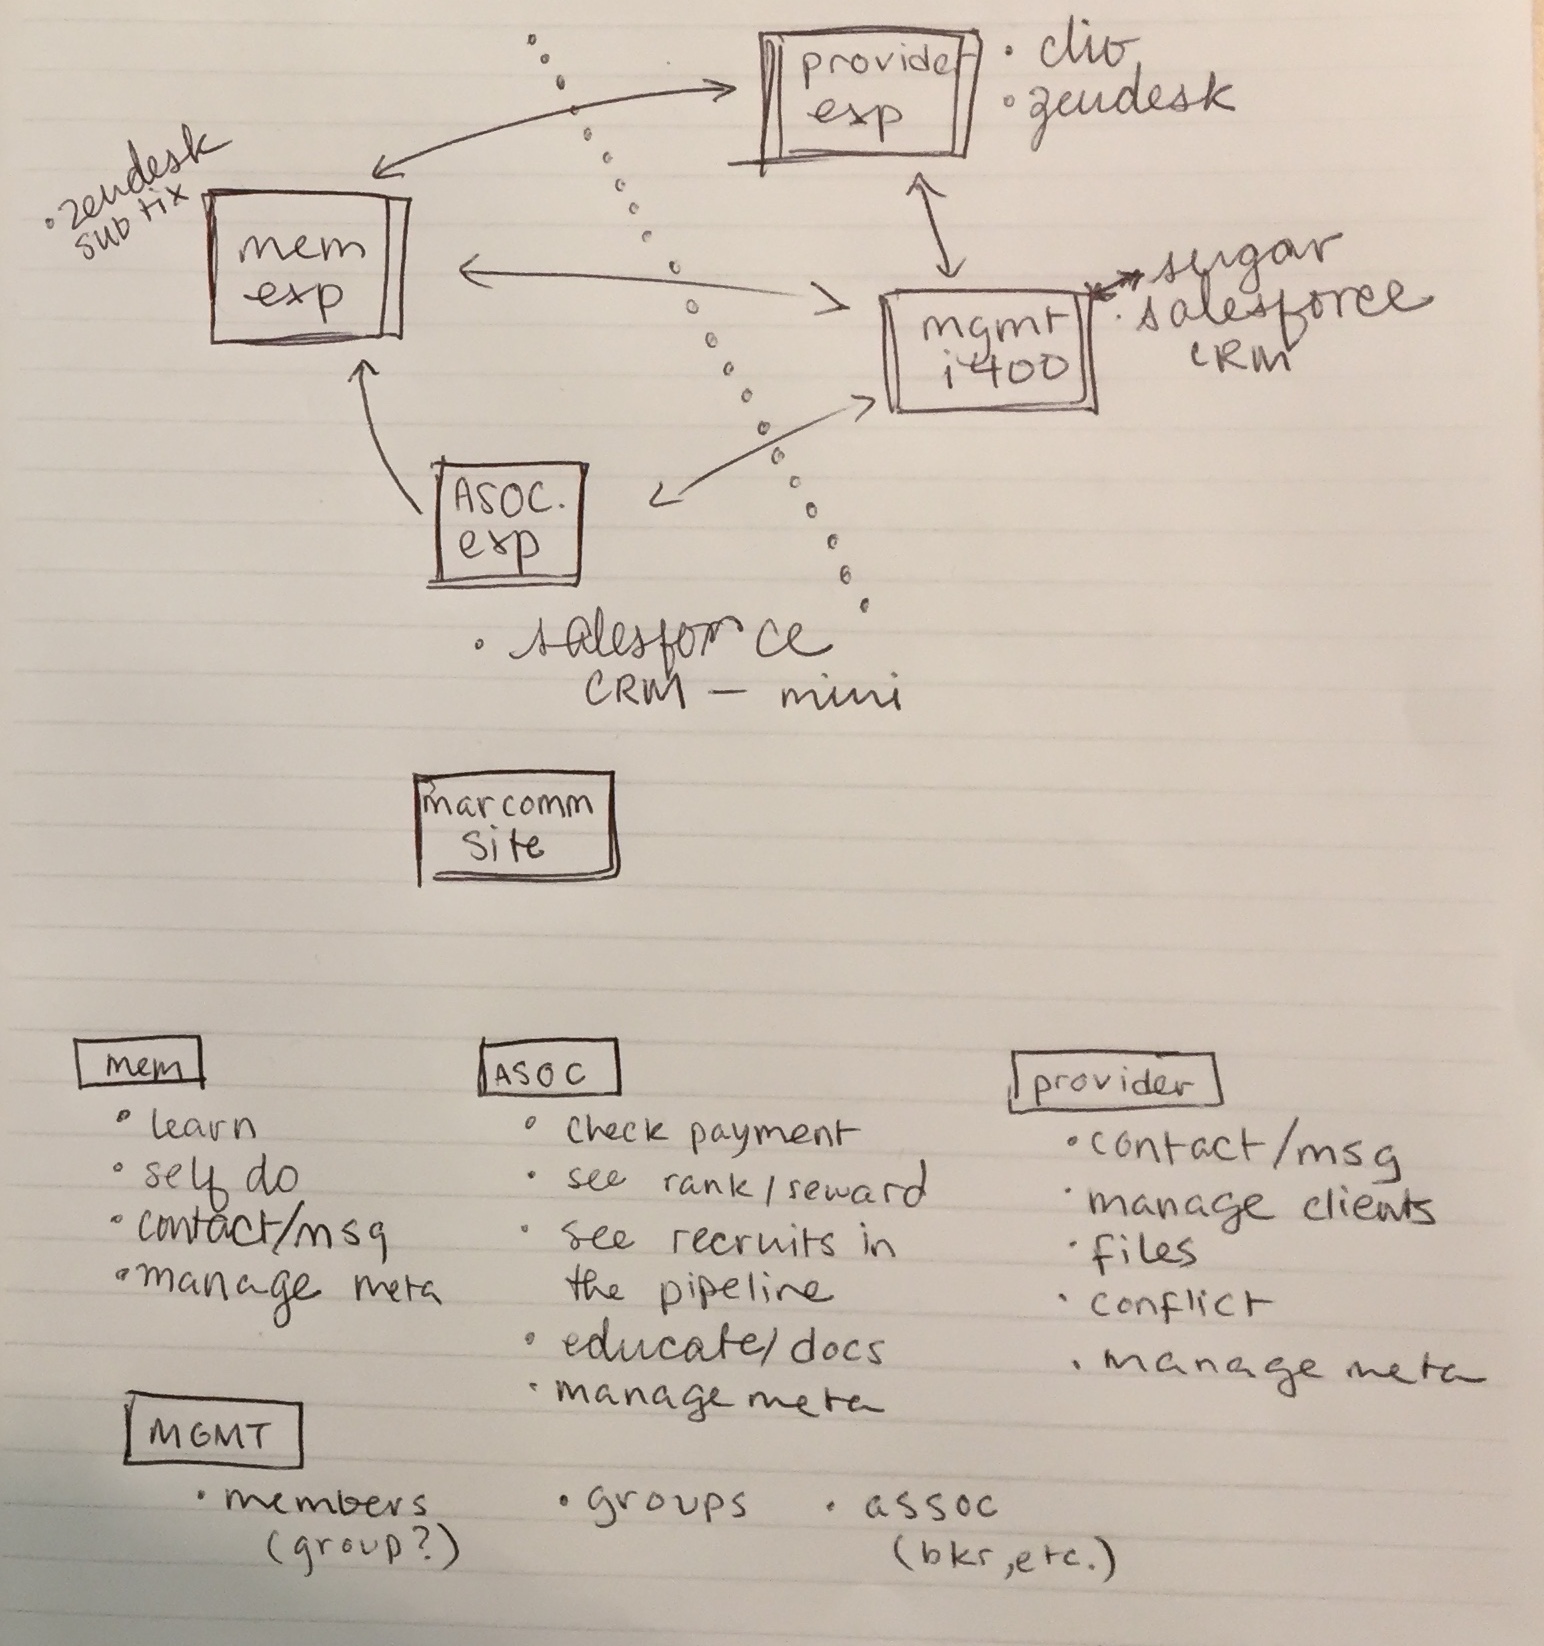 provider
exp
• clio
• zendesk
• zendesk
sub tix
mem
exp
sugar
• salesforce
CRM
mgmt
i400
ASOC.
exp
• salesforce
CRM — mini
marcomm
site
mem
• learn
• self do
• contact/msg
• manage meta
ASOC
• check payment
• see rank/reward
• see recruits in
the pipeline
• educate/docs
• manage meta
provider
• contact/msg
• manage clients
• files
• conflict
• manage meta
MGMT
• members
(group?)
• groups
• assoc
(bkr, etc.)